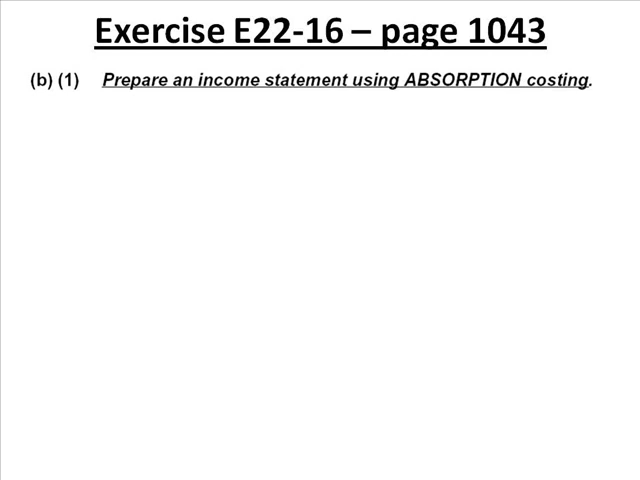 Exercise E22-16 – page 1043
(b) (1) Prepare an income statement using ABSORPTION costing.